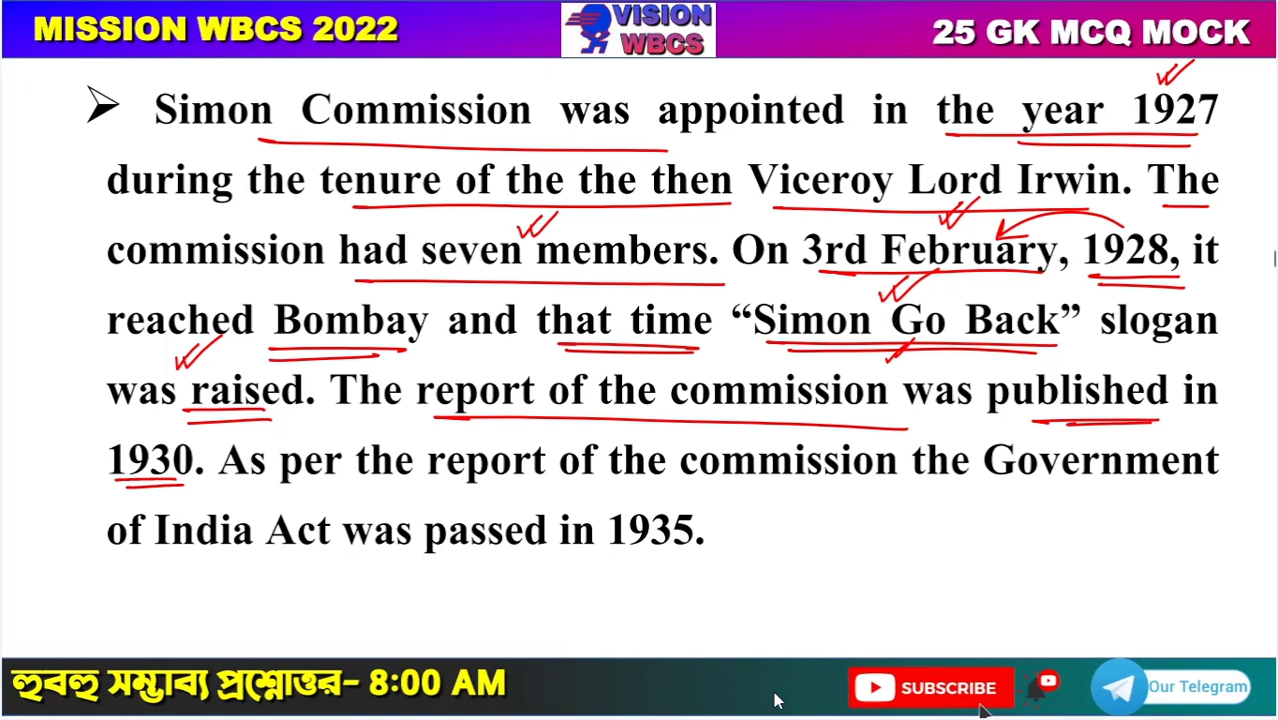 MISSION WBCS 2022
VISION
WBCS
25 GK MCQ MOCK
Simon Commission was appointed in the year 1927
during the tenure of the the then Viceroy Lord Irwin. The
commission had seven members. On 3rd February, 1928, it
reached Bombay and that time “Simon Go Back” slogan
was raised. The report of the commission was published in
1930. As per the report of the commission the Government
of India Act was passed in 1935.
হুবহু সম্ভাব্য প্রশ্নোত্তর- 8:00 AM
SUBSCRIBE
Our Telegram